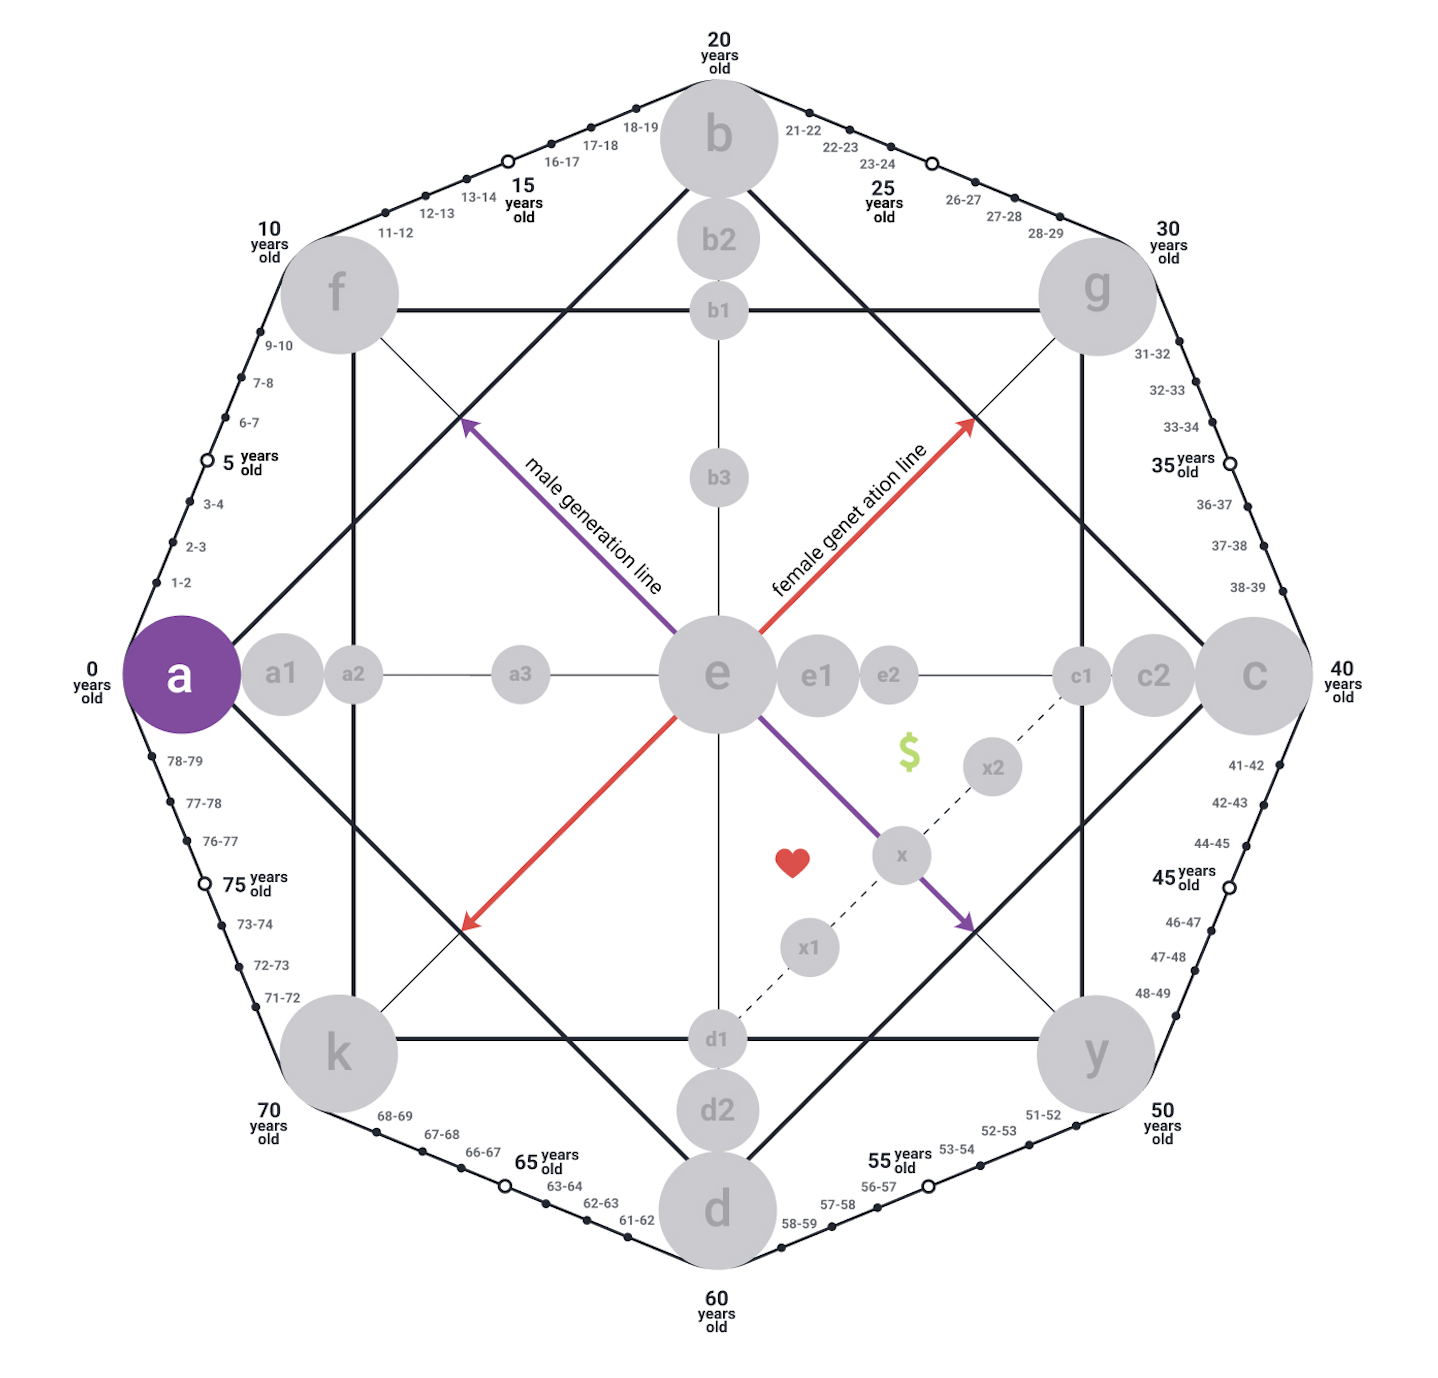 20
years
old
b
18-19
17-18
16-17
15
years
old
13-14
12-13
11-12
21-22
22-23
23-24
25
years
old
26-27
27-28
28-29
10
years
old
30
years
old
f
b2
b1
g
9-10
7-8
6-7
5 years
old
3-4
2-3
1-2
31-32
32-33
33-34
35 years
old
36-37
37-38
38-39
b3
male generation line
female genet ation line
0
years
old
a
a1
a2
a3
e
e1
e2
c1
c2
c
40
years
old
$
x2
x
x1
78-79
77-78
76-77
75 years
old
73-74
72-73
71-72
41-42
42-43
44-45
45 years
old
46-47
47-48
48-49
k
d1
y
d2
d
70
years
old
50
years
old
68-69
67-68
66-67
65 years
old
63-64
62-63
61-62
51-52
52-53
53-54
55 years
old
56-57
57-58
58-59
60
years
old